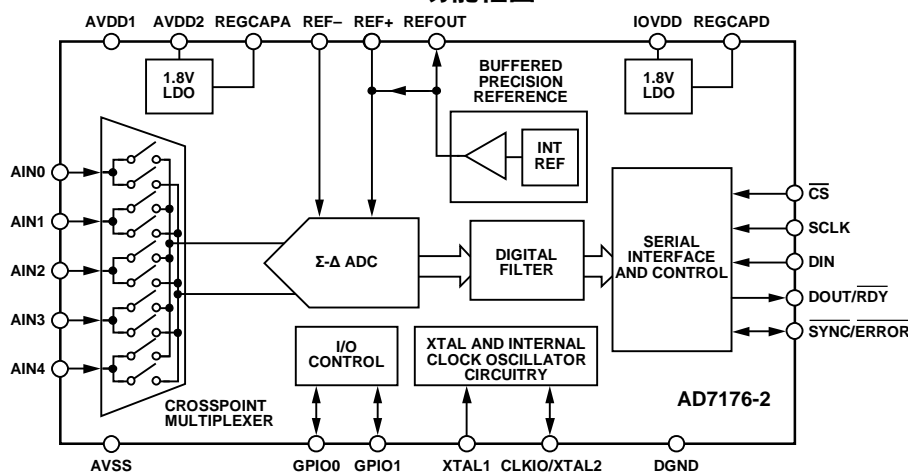 AVDD1 AVDD2 REGCAPA REF– REF+ REFOUT IOVDD REGCAPD
1.8V
LDO
BUFFERED
PRECISION
REFERENCE
INT
REF
1.8V
LDO
AIN0
AIN1
AIN2
AIN3
AIN4
CROSSPOINT
MULTIPLEXER
Σ-Δ ADC
DIGITAL
FILTER
SERIAL
INTERFACE
AND CONTROL
CS
SCLK
DIN
DOUT/RDY
SYNC/ERROR
I/O
CONTROL
XTAL AND INTERNAL
CLOCK OSCILLATOR
CIRCUITRY
AD7176-2
AVSS GPIO0 GPIO1 XTAL1 CLKIO/XTAL2 DGND